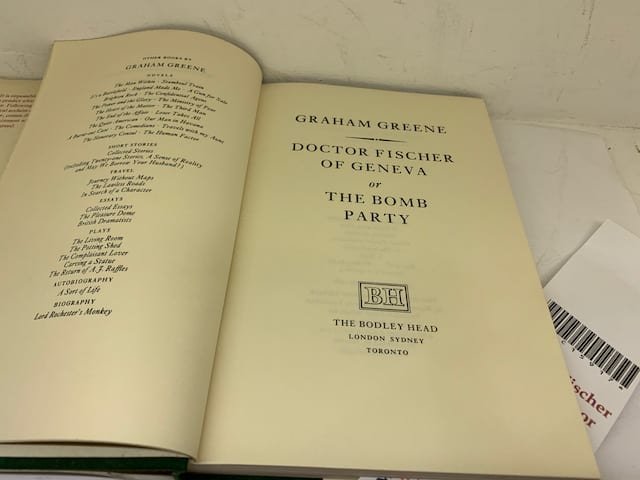 OTHER BOOKS BY
GRAHAM GREENE
NOVELS
The Man Within · Stamboul Train
It's a Battlefield · England Made Me · A Gun for Sale
Brighton Rock · The Confidential Agent
The Power and the Glory · The Ministry of Fear
The Heart of the Matter · The Third Man
The End of the Affair · Loser Takes All
The Quiet American · Our Man in Havana
A Burnt-out Case · The Comedians · Travels with my Aunt
The Honorary Consul · The Human Factor
SHORT STORIES
Collected Stories
(including Twenty-one Stories, A Sense of Reality
and May We Borrow Your Husband?)
TRAVEL
Journey Without Maps
The Lawless Roads
In Search of a Character
ESSAYS
Collected Essays
The Pleasure Dome
British Dramatists
PLAYS
The Living Room
The Potting Shed
The Complaisant Lover
Carving a Statue
The Return of A. J. Raffles
AUTOBIOGRAPHY
A Sort of Life
BIOGRAPHY
Lord Rochester's Monkey
GRAHAM GREENE
DOCTOR FISCHER
OF GENEVA
or
THE BOMB
PARTY
BH
THE BODLEY HEAD
LONDON SYDNEY
TORONTO
ischer
or